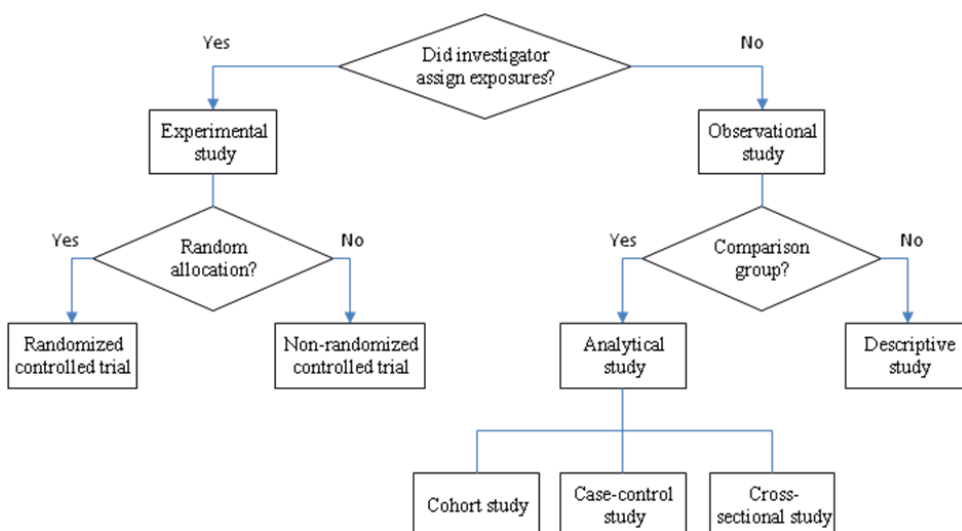 Yes
No
Did investigator
assign exposures?
Experimental
study
Observational
study
Yes
No
Random
allocation?
Yes
No
Comparison
group?
Randomized
controlled trial
Non-randomized
controlled trial
Analytical
study
Descriptive
study
Cohort study
Case-control
study
Cross-
sectional study